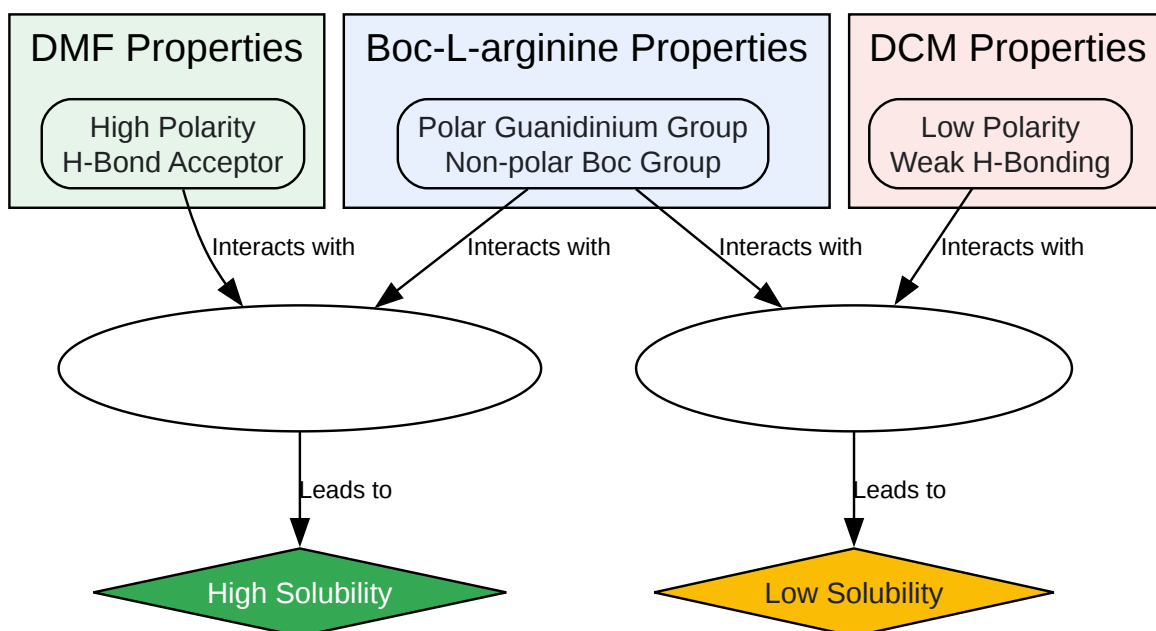 DMF Properties
Boc-L-arginine Properties
DCM Properties
High Polarity
H-Bond Acceptor
Polar Guanidinium Group
Non-polar Boc Group
Low Polarity
Weak H-Bonding
Interacts with
Interacts with
Interacts with
Interacts with
Leads to
Leads to
High Solubility
Low Solubility